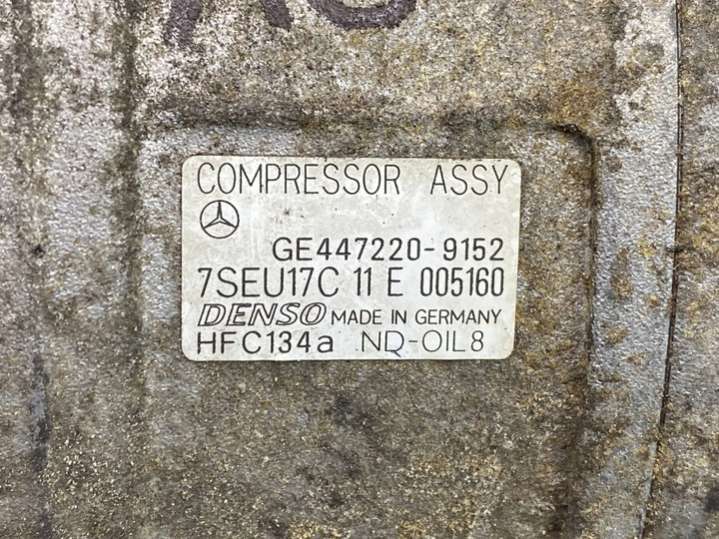 COMPRESSOR ASSY
GE447220-9152
7SEU17C 11 E 005160
DENSO MADE IN GERMANY
HFC134a ND-OIL8